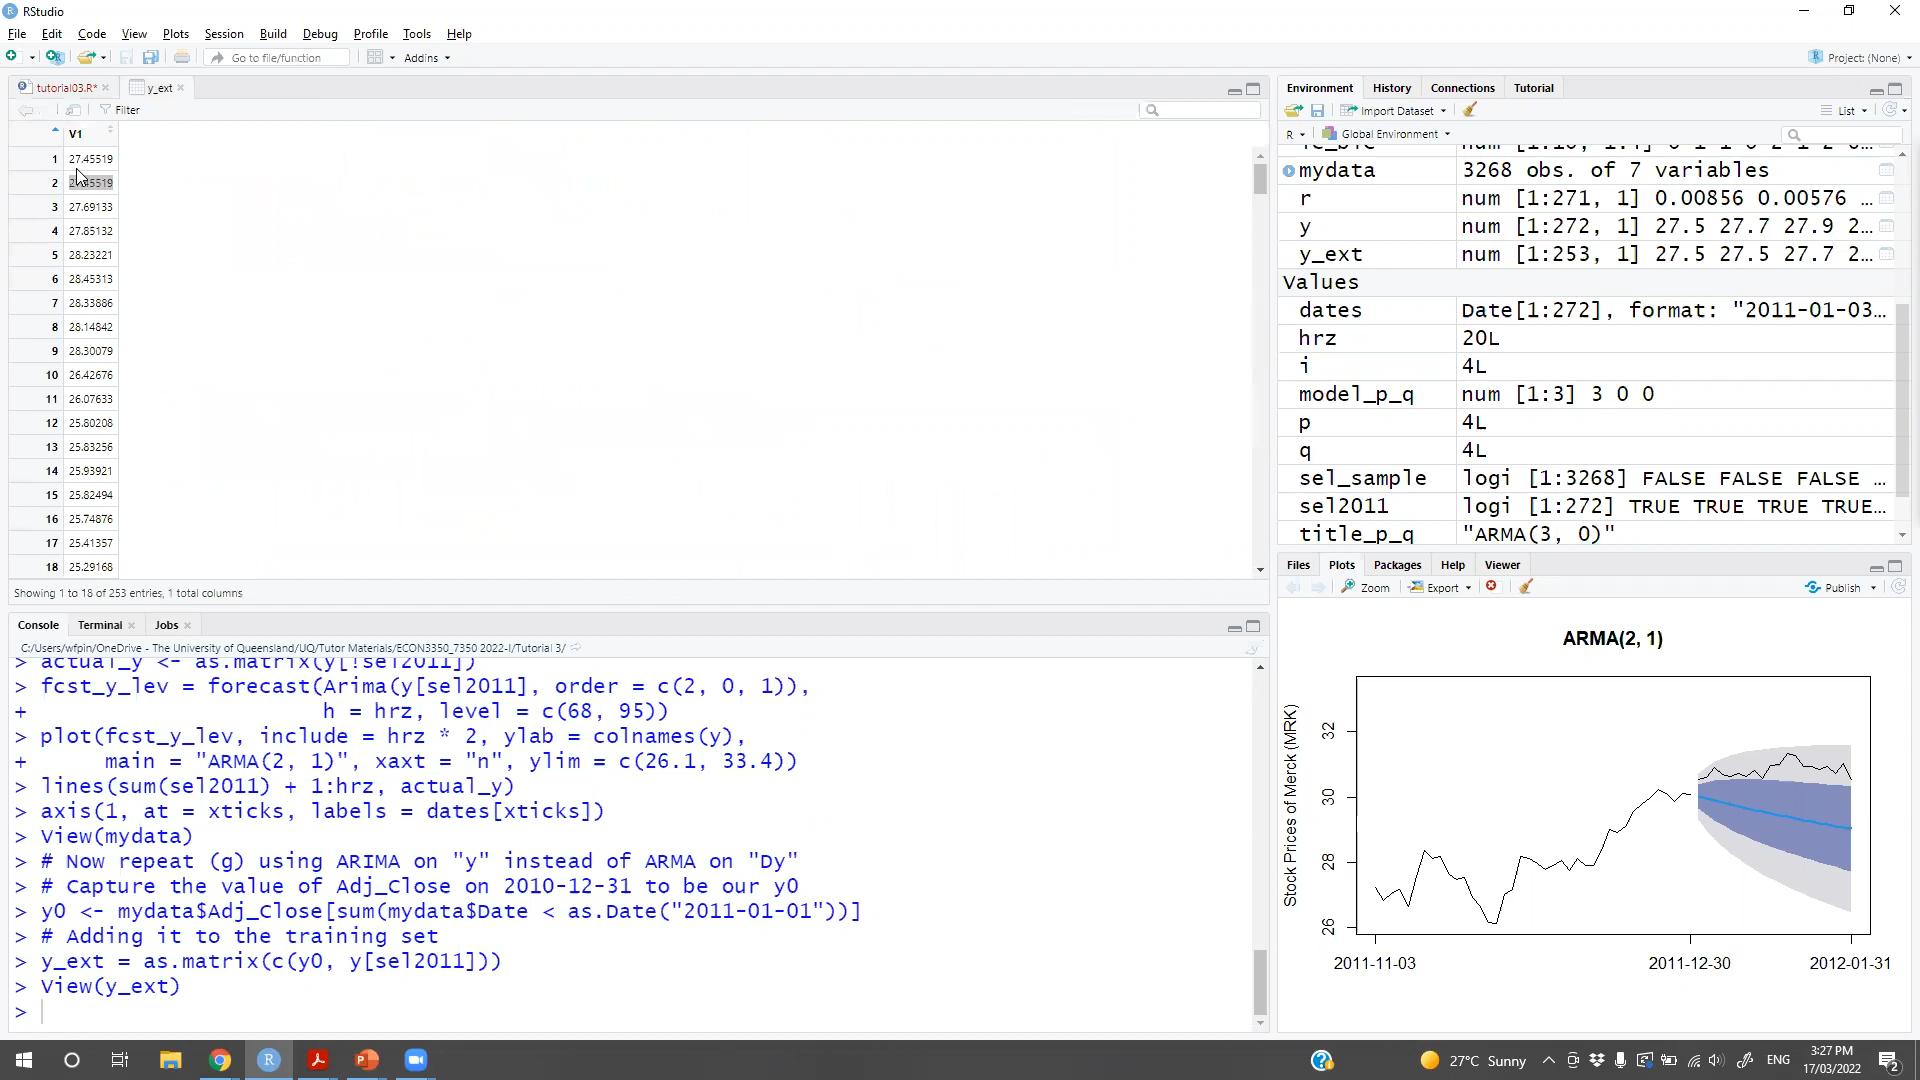 RStudio
File Edit Code View Plots Session Build Debug Profile Tools Help
Go to file/function Addins Project: (None)
tutorial03.R* y_ext
Filter
V1
1 27.45519
2 45519
3 27.69133
4 27.85132
5 28.23221
6 28.45313
7 28.33886
8 28.14842
9 28.30079
10 26.42676
11 26.07633
12 25.80208
13 25.83256
14 25.93921
15 25.82494
16 25.74876
17 25.41357
18 25.29168
Showing 1 to 18 of 253 entries, 1 total columns
Console Terminal Jobs
C:/Users/wfpin/OneDrive - The University of Queensland/UQ/Tutor Materials/ECON3350_7350 2022-I/Tutorial 3/
> actual_y <- as.matrix(y[!sel2011])
> fcst_y_lev = forecast(Arima(y[sel2011], order = c(2, 0, 1)),
+ h = hrz, level = c(68, 95))
> plot(fcst_y_lev, include = hrz * 2, ylab = colnames(y),
+ main = "ARMA(2, 1)", xaxt = "n", ylim = c(26.1, 33.4))
> lines(sum(sel2011) + 1:hrz, actual_y)
> axis(1, at = xticks, labels = dates[xticks])
> View(mydata)
> # Now repeat (g) using ARIMA on "y" instead of ARMA on "Dy"
> # Capture the value of Adj_Close on 2010-12-31 to be our y0
> y0 <- mydata$Adj_Close[sum(mydata$Date < as.Date("2011-01-01"))]
> # Adding it to the training set
> y_ext = as.matrix(c(y0, y[sel2011]))
> View(y_ext)
>
Environment History Connections Tutorial
Import Dataset List
R Global Environment
mydata 3268 obs. of 7 variables
r num [1:271, 1] 0.00856 0.00576 …
y num [1:272, 1] 27.5 27.7 27.9 2…
y_ext num [1:253, 1] 27.5 27.5 27.7 2…
Values
dates Date[1:272], format: "2011-01-03…
hrz 20L
i 4L
model_p_q num [1:3] 3 0 0
p 4L
q 4L
sel_sample logi [1:3268] FALSE FALSE FALSE …
sel2011 logi [1:272] TRUE TRUE TRUE TRUE…
title_p_q "ARMA(3, 0)"
Files Plots Packages Help Viewer
Zoom Export Publish
ARMA(2, 1)
Stock Prices of Merck (MRK)
32
30
28
26
2011-11-03 2011-12-30 2012-01-31
27°C Sunny ENG 3:27 PM
17/03/2022
2